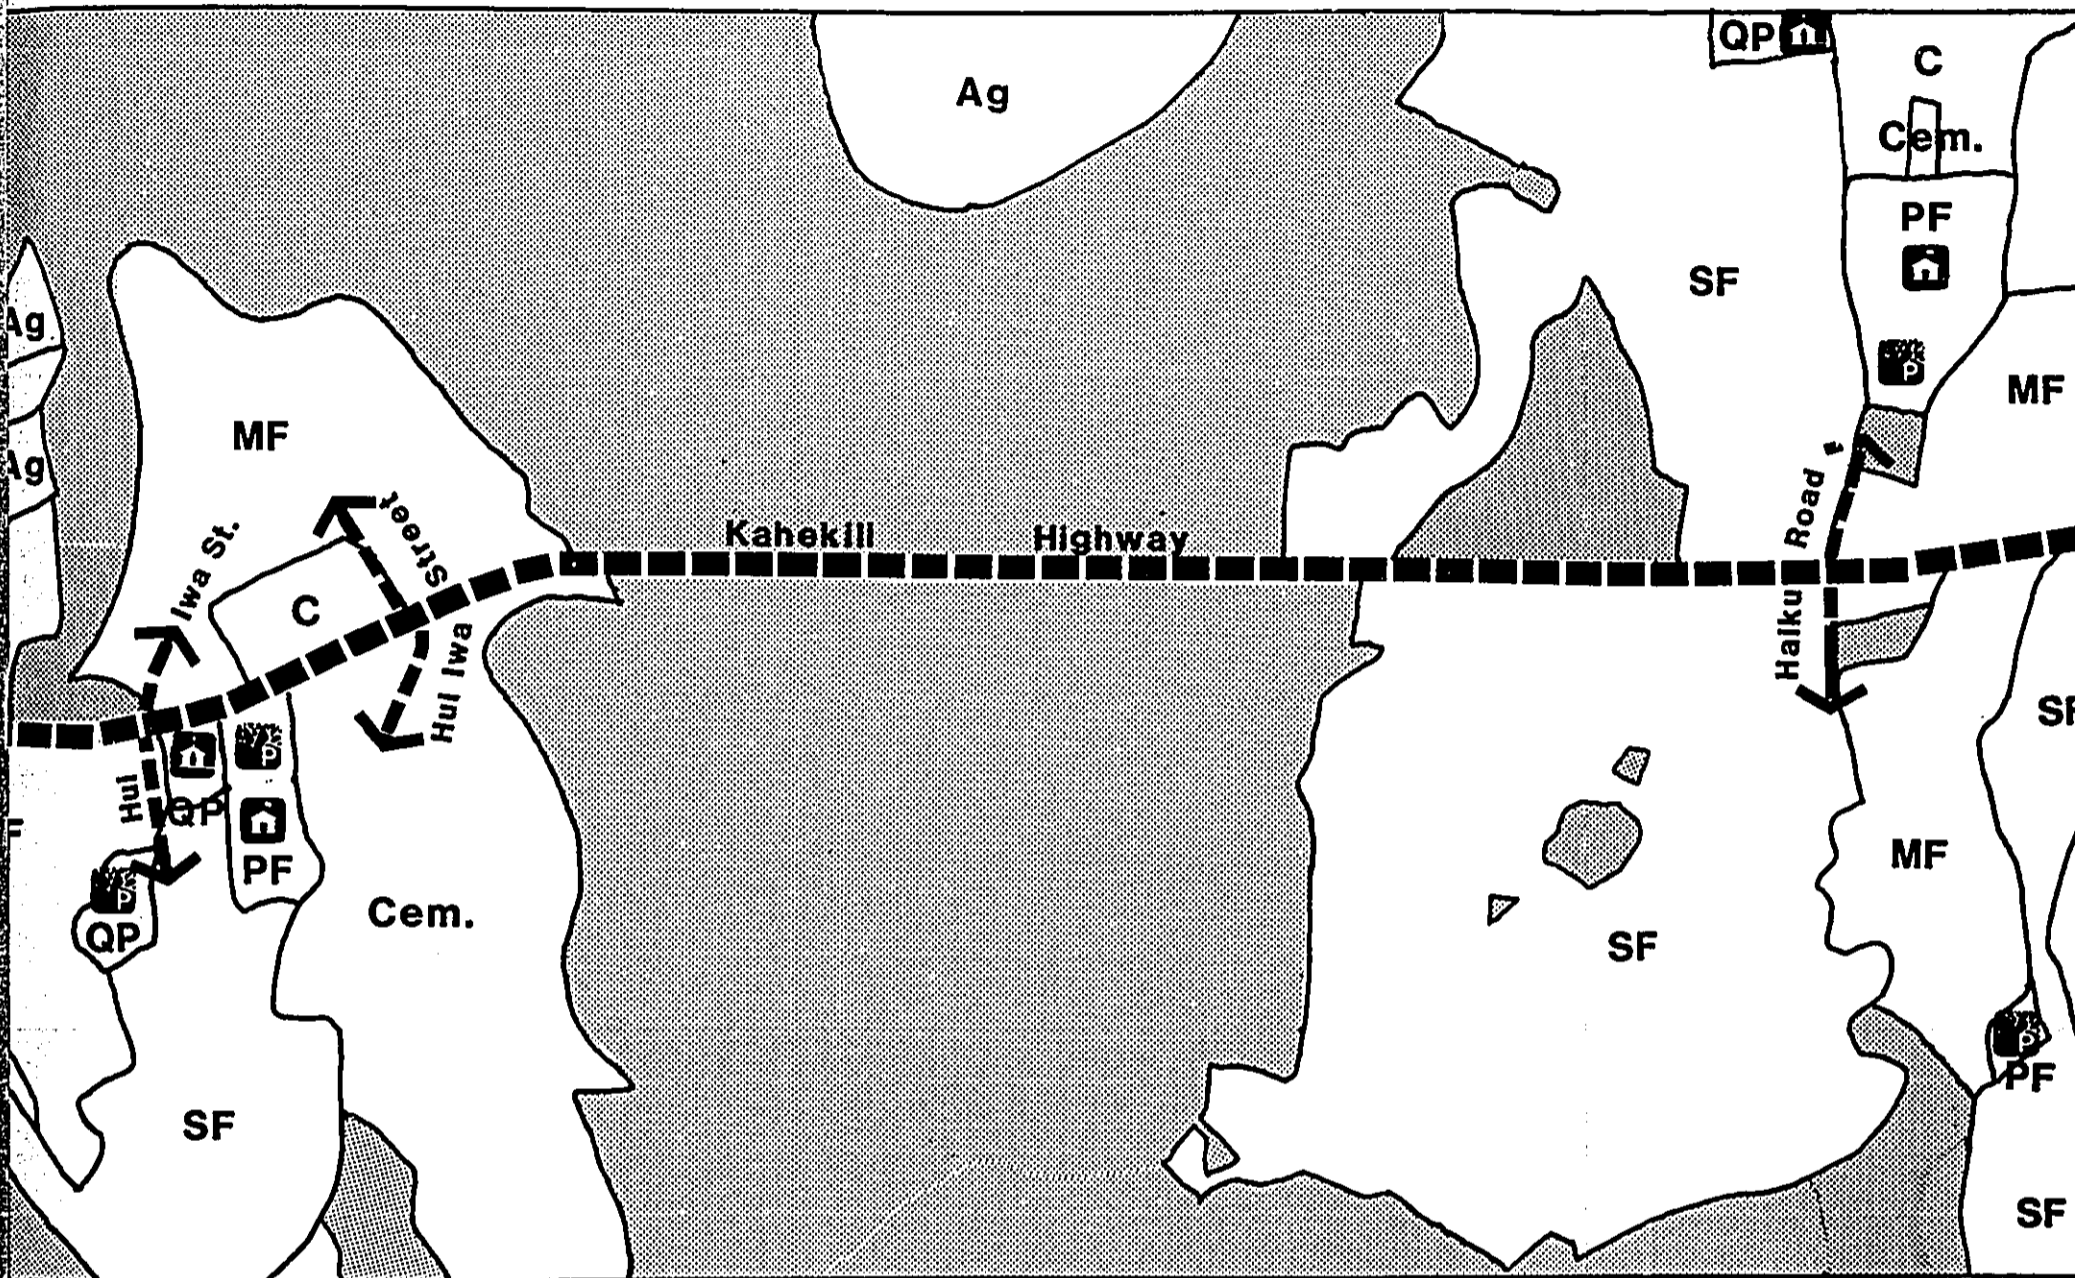 QP
C
Ag
Cem.
PF
SF
Ag
P
MF
MF
Ag
Street
Road
Iwa St.
Kahekili Highway
C
Haiku
Hui Iwa
SF
P
Hui
QP
MF
PF
P
Cem.
QP
SF
P
PF
SF
SF